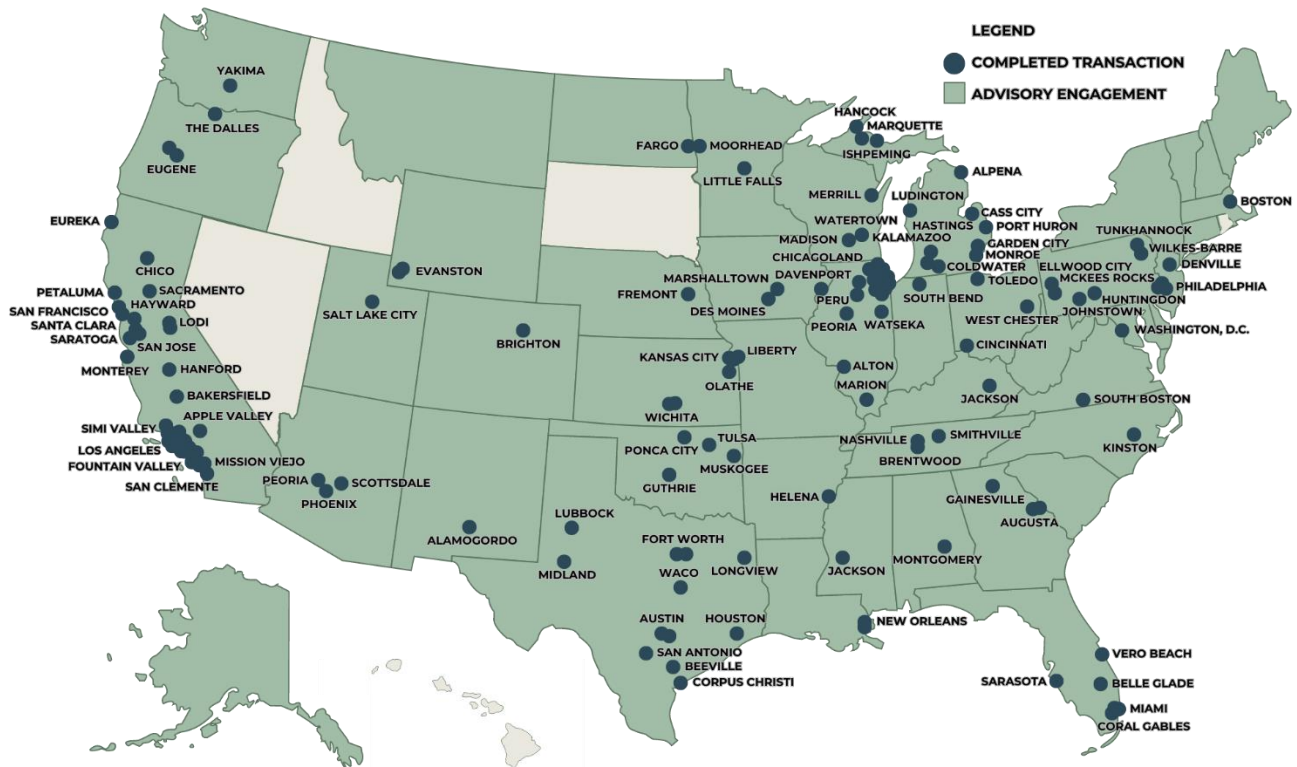 LEGEND
COMPLETED TRANSACTION
ADVISORY ENGAGEMENT
YAKIMA
THE DALLES
EUGENE
EUREKA
CHICO
PETALUMA
SACRAMENTO
HAYWARD
SAN FRANCISCO
SANTA CLARA
LODI
SARATOGA
SAN JOSE
MONTEREY
HANFORD
BAKERSFIELD
APPLE VALLEY
SIMI VALLEY
LOS ANGELES
FOUNTAIN VALLEY
MISSION VIEJO
SAN CLEMENTE
EVANSTON
SALT LAKE CITY
BRIGHTON
PEORIA
SCOTTSDALE
PHOENIX
ALAMOGORDO
FARGO
MOORHEAD
LITTLE FALLS
HANCOCK
MARQUETTE
ISHPEMING
ALPENA
MERRILL
LUDINGTON
WATERTOWN
HASTINGS
CASS CITY
PORT HURON
MADISON
KALAMAZOO
GARDEN CITY
MONROE
CHICAGOLAND
COLDWATER
MARSHALLTOWN
DAVENPORT
FREMONT
DES MOINES
PERU
SOUTH BEND
TOLEDO
PEORIA
WATSEKA
BOSTON
TUNKHANNOCK
WILKES-BARRE
DENVILLE
ELLWOOD CITY
MCKEES ROCKS
PHILADELPHIA
HUNTINGDON
JOHNSTOWN
WEST CHESTER
WASHINGTON, D.C.
CINCINNATI
KANSAS CITY
LIBERTY
OLATHE
ALTON
MARION
JACKSON
SOUTH BOSTON
WICHITA
PONCA CITY
TULSA
MUSKOGEE
GUTHRIE
NASHVILLE
SMITHVILLE
BRENTWOOD
KINSTON
HELENA
GAINESVILLE
AUGUSTA
LUBBOCK
MIDLAND
FORT WORTH
WACO
LONGVIEW
JACKSON
MONTGOMERY
AUSTIN
HOUSTON
SAN ANTONIO
BEEVILLE
CORPUS CHRISTI
NEW ORLEANS
VERO BEACH
SARASOTA
BELLE GLADE
MIAMI
CORAL GABLES